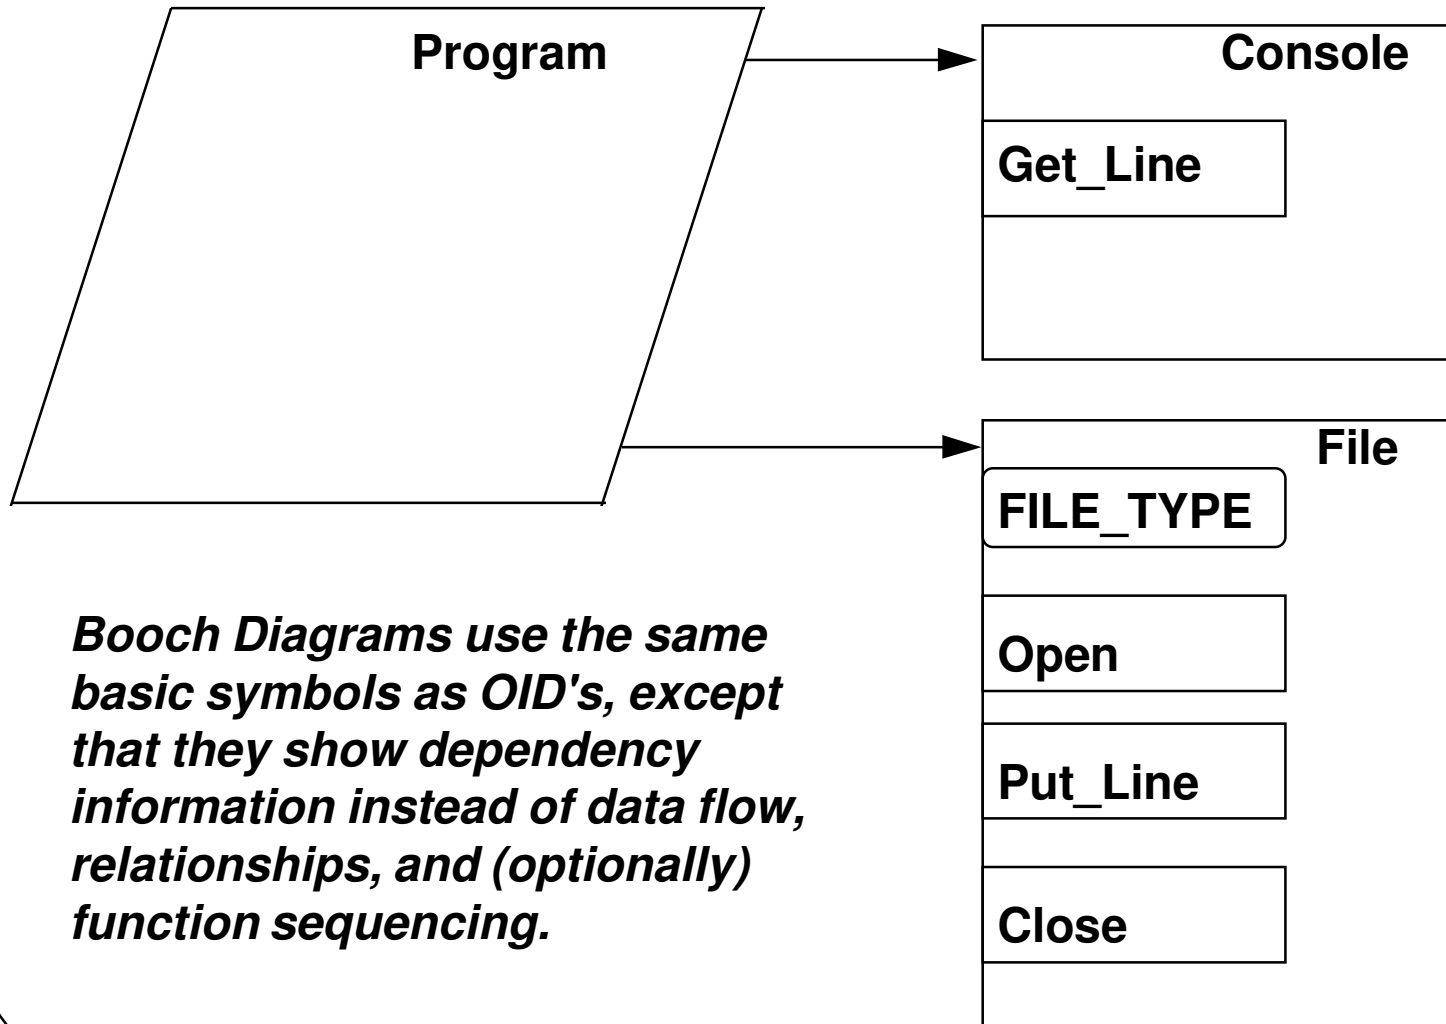 Program
Console
Get_Line
File
FILE_TYPE
Open
Put_Line
Close
Booch Diagrams use the same
basic symbols as OID's, except
that they show dependency
information instead of data flow,
relationships, and (optionally)
function sequencing.